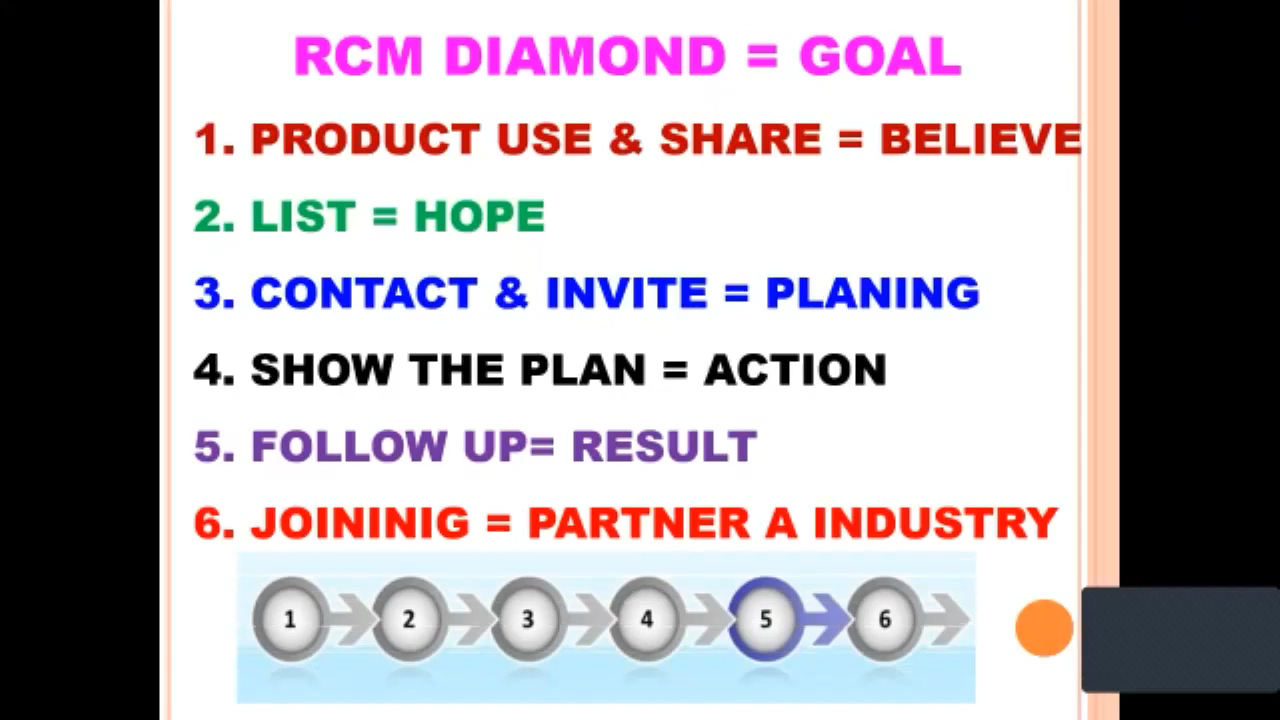 RCM DIAMOND = GOAL
1. PRODUCT USE & SHARE = BELIEVE
2. LIST = HOPE
3. CONTACT & INVITE = PLANING
4. SHOW THE PLAN = ACTION
5. FOLLOW UP= RESULT
6. JOININIG = PARTNER A INDUSTRY
1 2 3 4 5 6